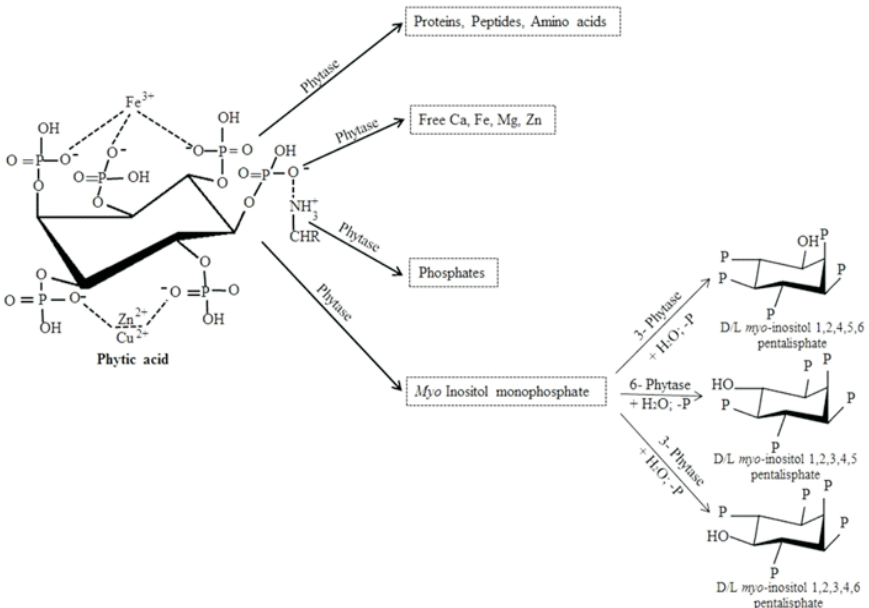 Proteins, Peptides, Amino acids
Phytase
Fe3+
OH
OH
O=P–O-
O-
O=P–OH
-O–P=O
O
O
O
Phytase
Free Ca, Fe, Mg, Zn
OH
O=P–O-
O
NH3+
CHR
Phytase
Phosphates
O
O=P–O-
OH
Zn2+
Cu2+
O
-O=P–O
OH
Phytic acid
Phytase
Myo Inositol monophosphate
3- Phytase
+ H2O; -P
OH P
P
P
P
P
D/L myo-inositol 1,2,4,5,6
pentalisphate
6- Phytase
+ H2O; -P
P P
HO
P
P
P
D/L myo-inositol 1,2,3,4,5
pentalisphate
3- Phytase
+ H2O; -P
P
P
P
P
HO
P
D/L myo-inositol 1,2,3,4,6
pentalisphate